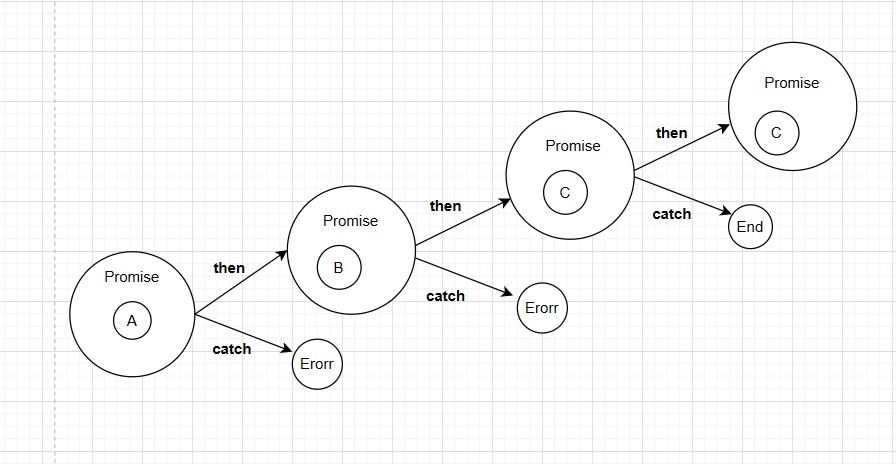 Promise
A
then
catch
Erorr
Promise
B
then
catch
Erorr
Promise
C
then
catch
End
Promise
C